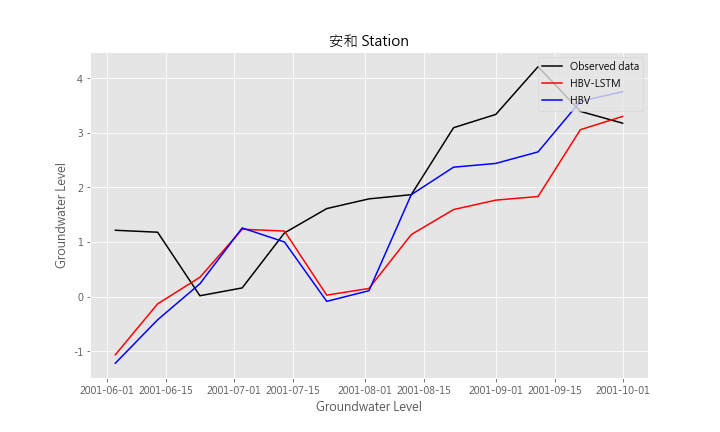 安和 Station
Observed data
HBV-LSTM
HBV
Groundwater Level
4
3
2
1
0
-1
2001-06-01 2001-06-15 2001-07-01 2001-07-15 2001-08-01 2001-08-15 2001-09-01 2001-09-15 2001-10-01
Groundwater Level